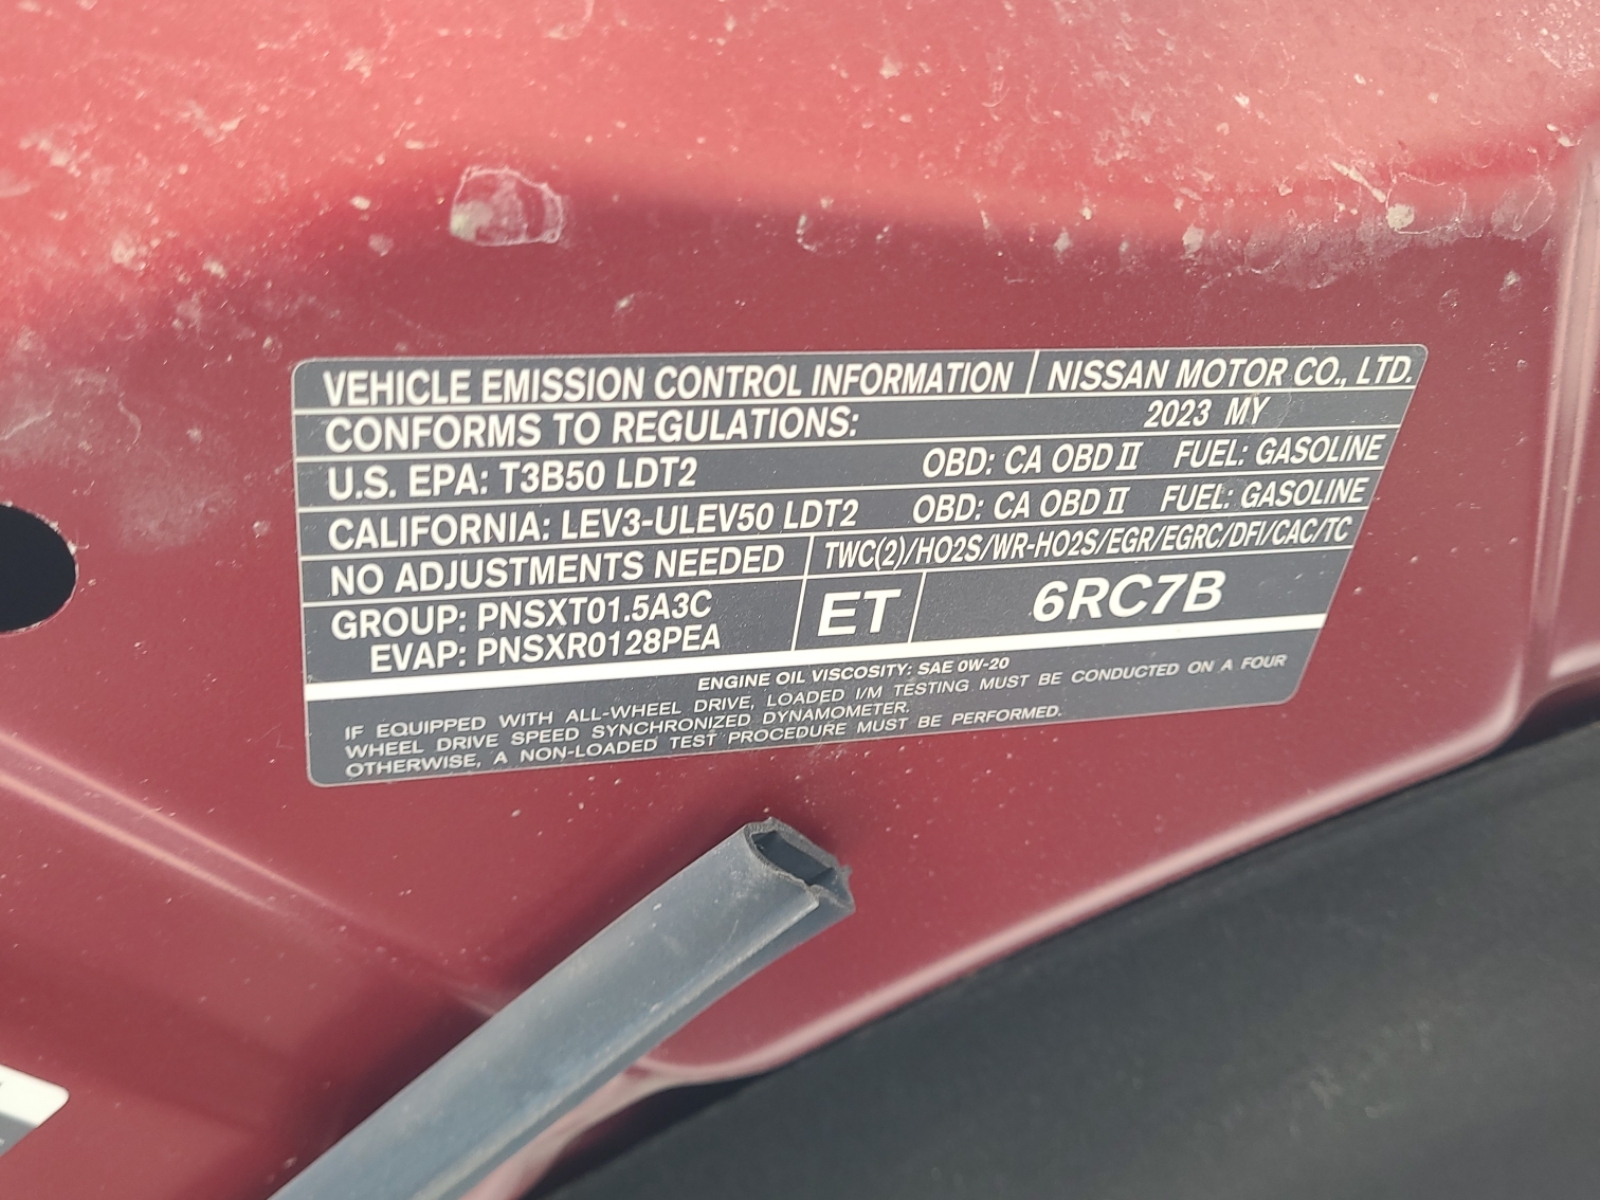 VEHICLE EMISSION CONTROL INFORMATION NISSAN MOTOR CO., LTD.
CONFORMS TO REGULATIONS: 2023 MY
U.S. EPA: T3B50 LDT2 OBD: CA OBD II FUEL: GASOLINE
CALIFORNIA: LEV3-ULEV50 LDT2 OBD: CA OBD II FUEL: GASOLINE
NO ADJUSTMENTS NEEDED TWC(2)/HO2S/WR-HO2S/EGR/EGRC/DFI/CAC/TC
GROUP: PNSXT01.5A3C
EVAP: PNSXR0128PEA
ET 6RC7B
ENGINE OIL VISCOSITY: SAE 0W-20
IF EQUIPPED WITH ALL-WHEEL DRIVE, LOADED I/M TESTING MUST BE CONDUCTED ON A FOUR
WHEEL DRIVE SPEED SYNCHRONIZED DYNAMOMETER.
OTHERWISE, A NON-LOADED TEST PROCEDURE MUST BE PERFORMED.